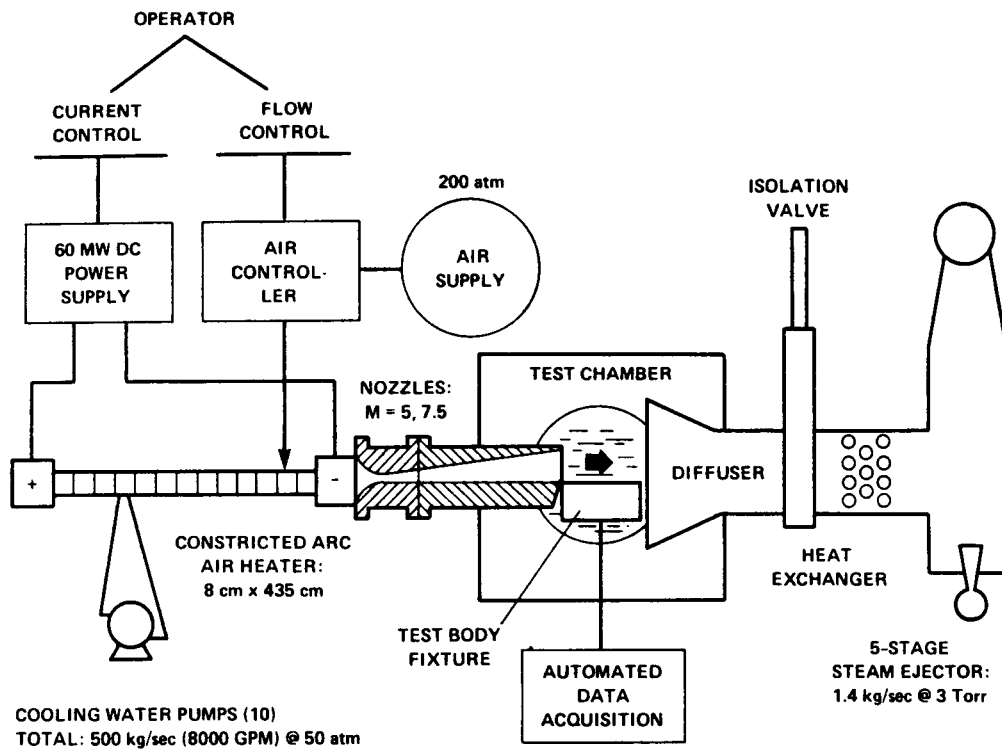 OPERATOR
CURRENT
CONTROL
FLOW
CONTROL
60 MW DC
POWER
SUPPLY
AIR
CONTROL-
LER
200 atm
AIR
SUPPLY
ISOLATION
VALVE
NOZZLES:
M = 5, 7.5
TEST CHAMBER
+
-
DIFFUSER
CONSTRICTED ARC
AIR HEATER:
8 cm x 435 cm
HEAT
EXCHANGER
TEST BODY
FIXTURE
AUTOMATED
DATA
ACQUISITION
5-STAGE
STEAM EJECTOR:
1.4 kg/sec @ 3 Torr
COOLING WATER PUMPS (10)
TOTAL: 500 kg/sec (8000 GPM) @ 50 atm